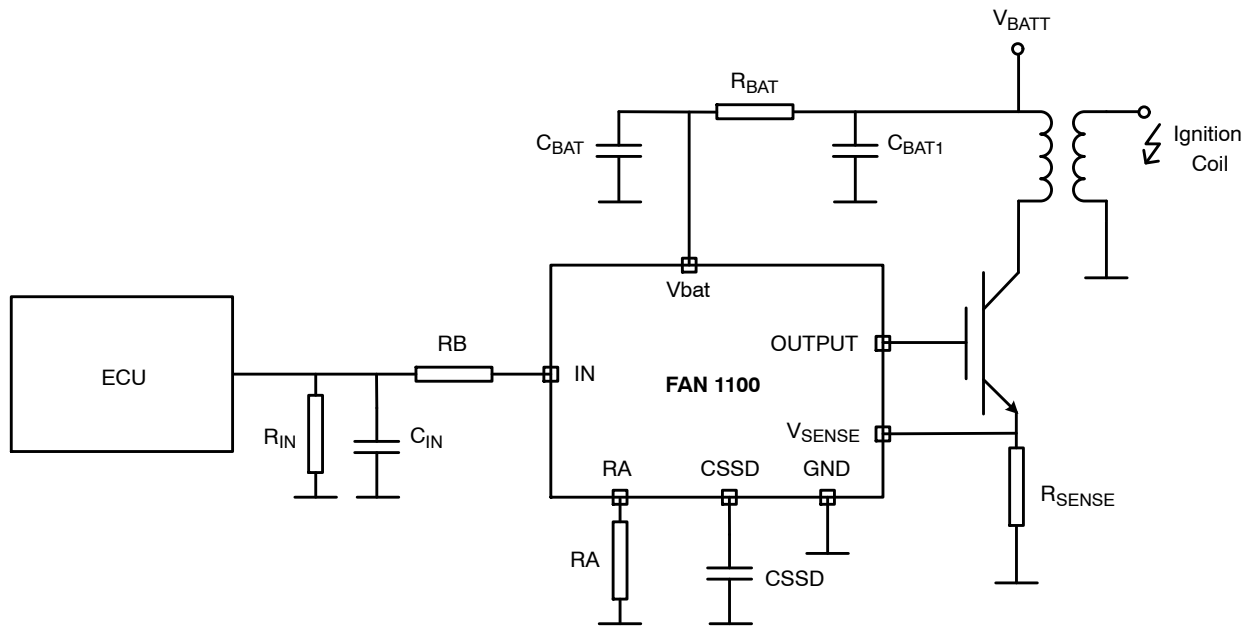 VBATT
RBAT
CBAT
CBAT1
Ignition
Coil
Vbat
ECU
RB
IN
OUTPUT
FAN 1100
RIN
CIN
VSENSE
RA
CSSD
GND
RSENSE
RA
CSSD